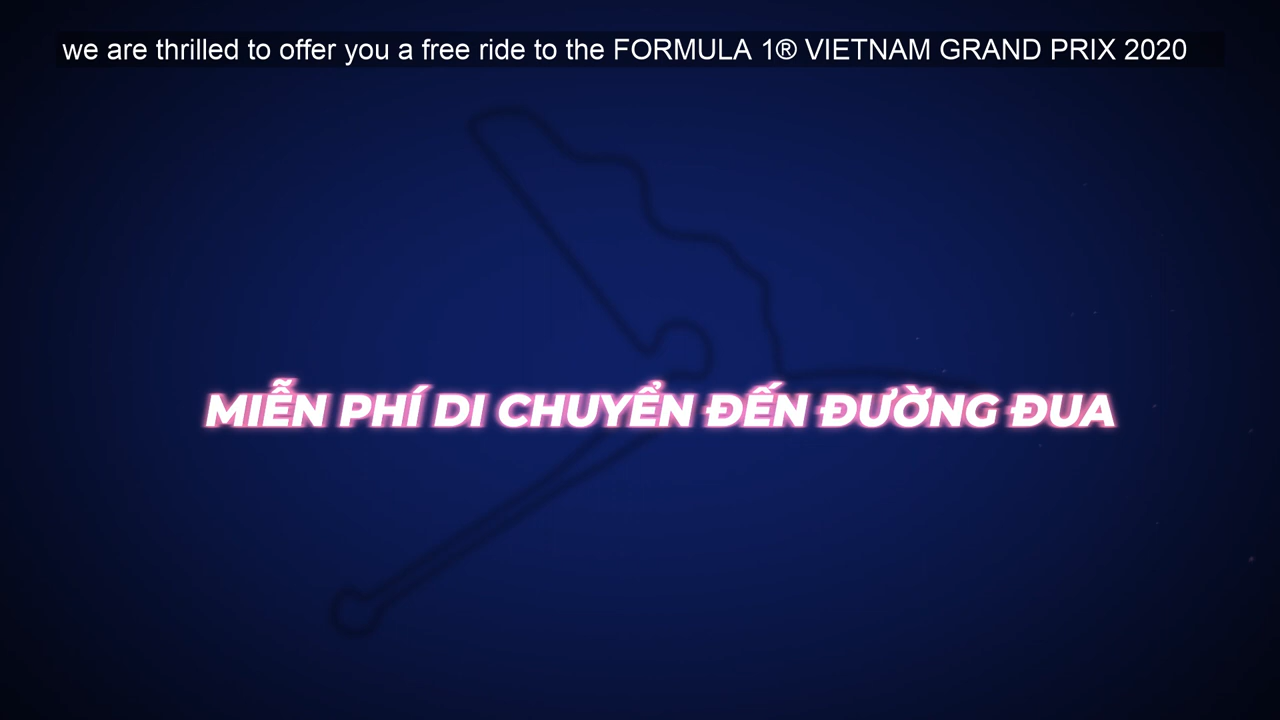 we are thrilled to offer you a free ride to the FORMULA 1® VIETNAM GRAND PRIX 2020
MIỄN PHÍ DI CHUYỂN ĐẾN ĐƯỜNG ĐUA